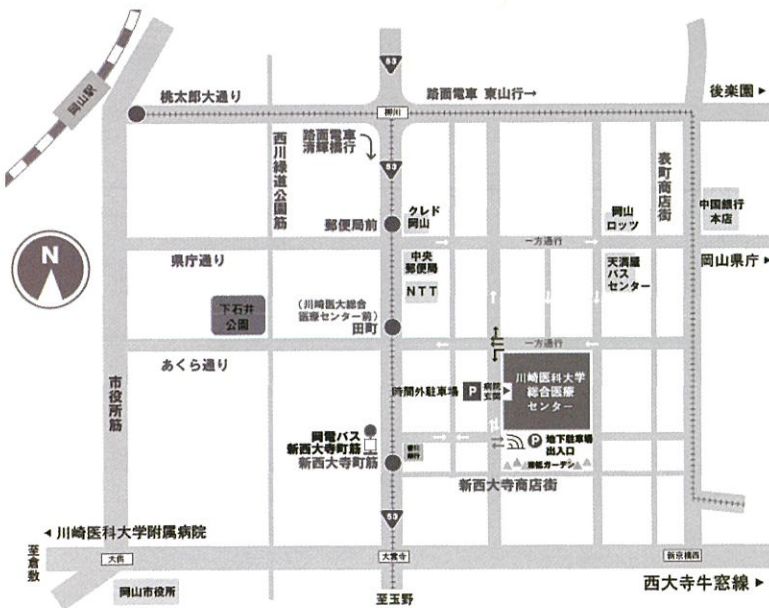 53
岡山駅
桃太郎大通り
路面電車 東山行→
後楽園 ▶
柳川
西川緑道公園筋
路面電車
清輝橋行
53
表町商店街
郵便局前
クレド
岡山
岡山
ロッツ
中国銀行
本店
N
県庁通り
一方通行
岡山県庁 ▶
中央
郵便局
NTT
天満屋
バス
センター
下石井
公園
(川崎医大総合
医療センター前)
田町
一方通行
あくら通り
市役所筋
時間外駐車場
P
病院
玄関
川崎医科大学
総合医療
センター
岡電バス
新西大寺町筋
新西大寺町筋
P
地下駐車場
出入口
新西大寺商店街
53
◀ 川崎医科大学附属病院
至倉敷
大供
大雲寺
新京橋西
岡山市役所
至玉野
西大寺牛窓線 ▶